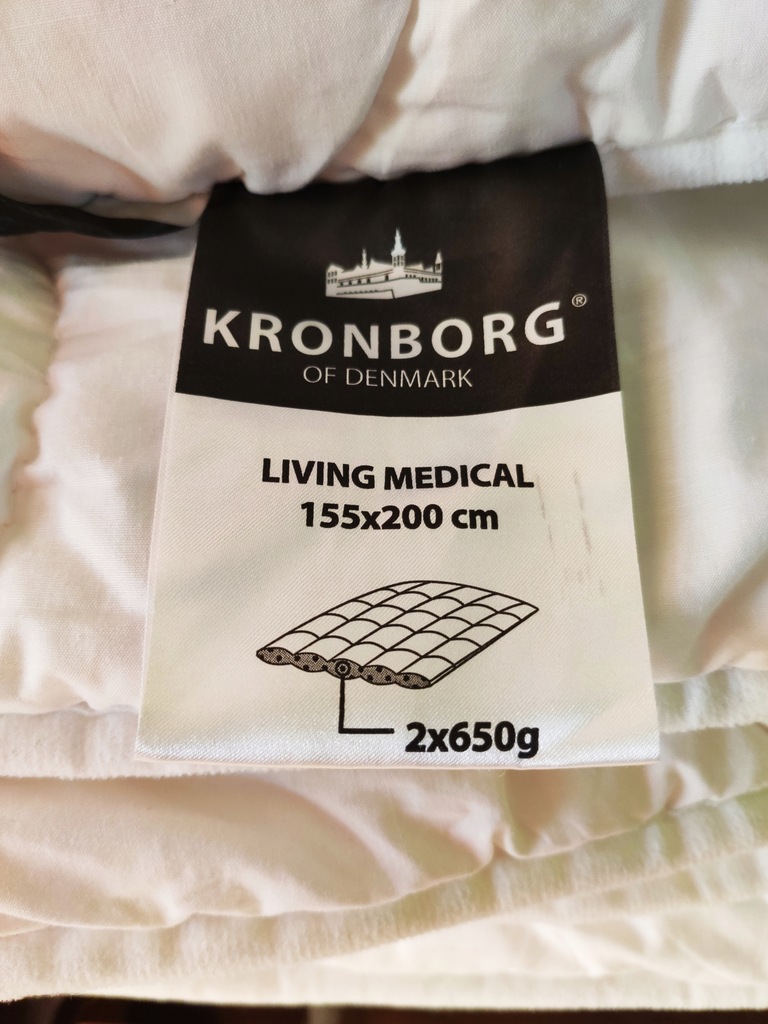 KRONBORG®
OF DENMARK
LIVING MEDICAL
155x200 cm
2x650g